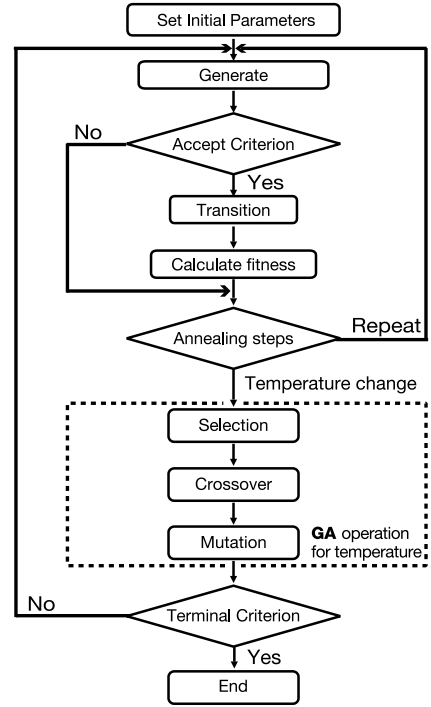 Set Initial Parameters
Generate
No
Accept Criterion
Yes
Transition
Calculate fitness
Annealing steps
Repeat
Temperature change
Selection
Crossover
Mutation
GA operation
for temperature
No
Terminal Criterion
Yes
End